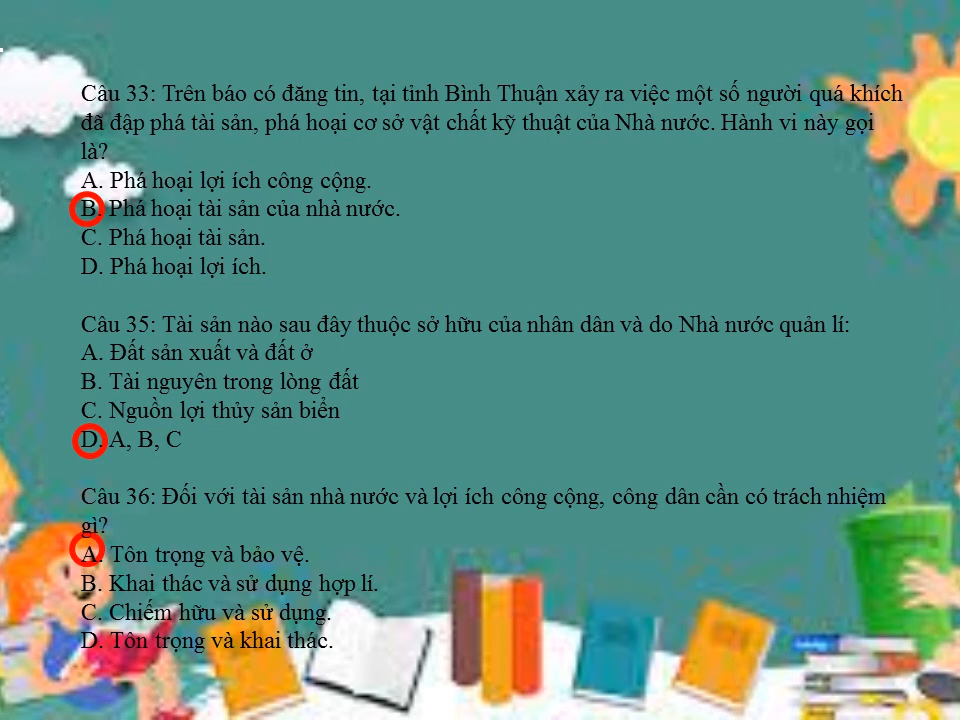 Câu 33: Trên báo có đăng tin, tại tỉnh Bình Thuận xảy ra việc một số người quá khích
đã đập phá tài sản, phá hoại cơ sở vật chất kỹ thuật của Nhà nước. Hành vi này gọi
là?
A. Phá hoại lợi ích công cộng.
B. Phá hoại tài sản của nhà nước.
C. Phá hoại tài sản.
D. Phá hoại lợi ích.
Câu 35: Tài sản nào sau đây thuộc sở hữu của nhân dân và do Nhà nước quản lí:
A. Đất sản xuất và đất ở
B. Tài nguyên trong lòng đất
C. Nguồn lợi thủy sản biển
D. A, B, C
Câu 36: Đối với tài sản nhà nước và lợi ích công cộng, công dân cần có trách nhiệm
gì?
A. Tôn trọng và bảo vệ.
B. Khai thác và sử dụng hợp lí.
C. Chiếm hữu và sử dụng.
D. Tôn trọng và khai thác.